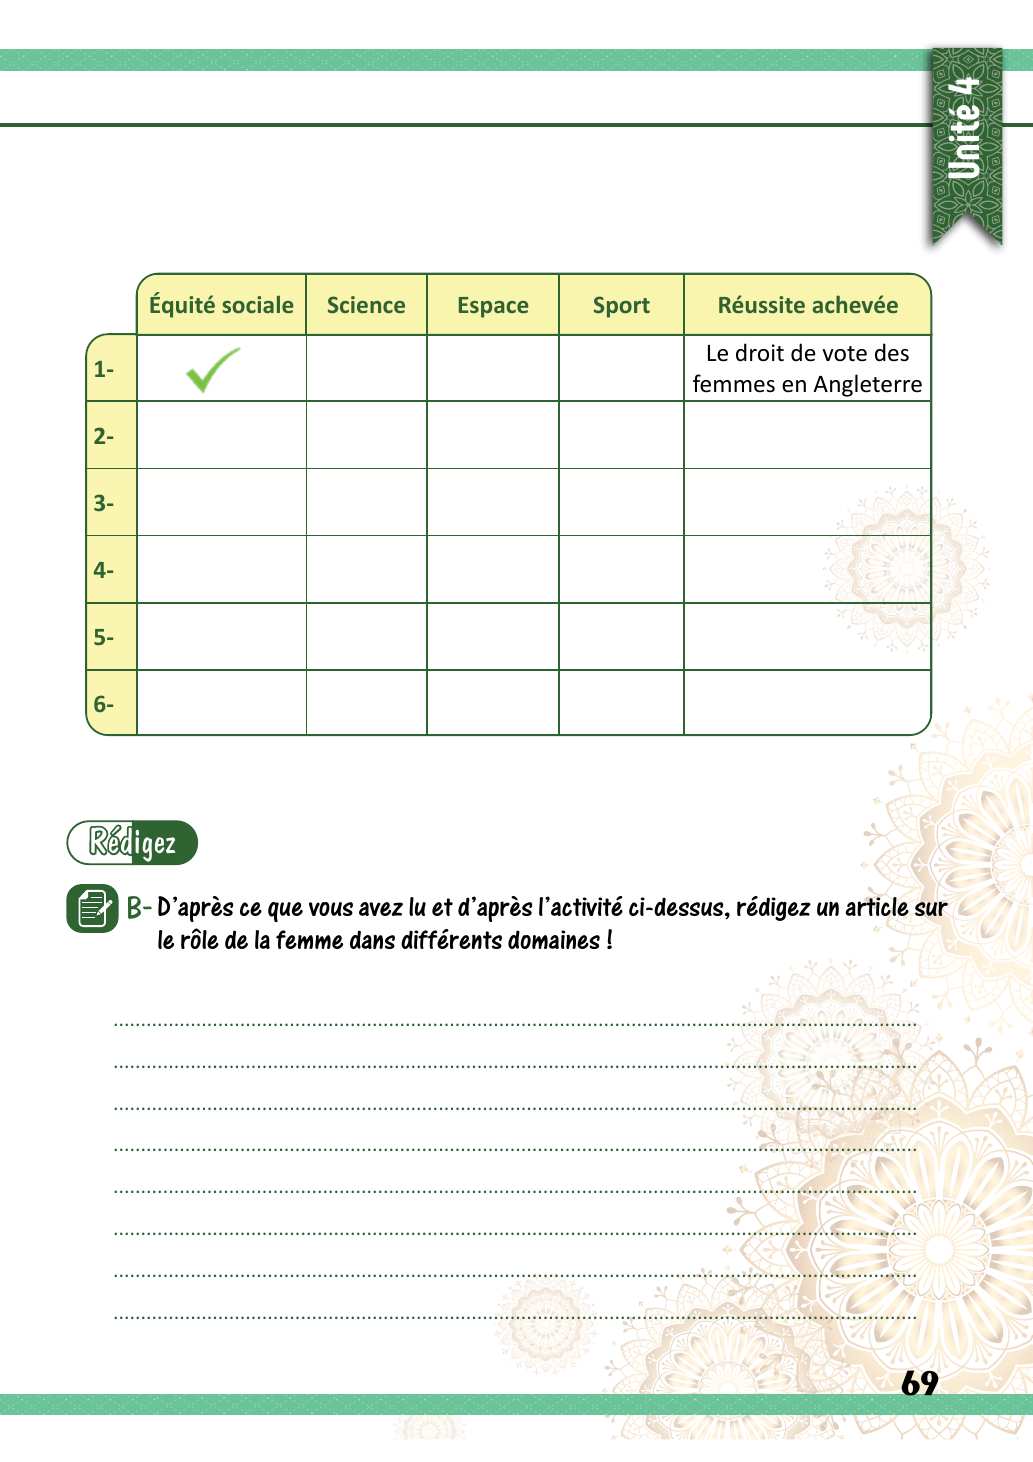 Unité 4
Équité sociale Science Espace Sport Réussite achevée
1- Le droit de vote des
femmes en Angleterre
2-
3-
4-
5-
6-
Rédigez
B- D'après ce que vous avez lu et d'après l'activité ci-dessus, rédigez un article sur
le rôle de la femme dans différents domaines !
69